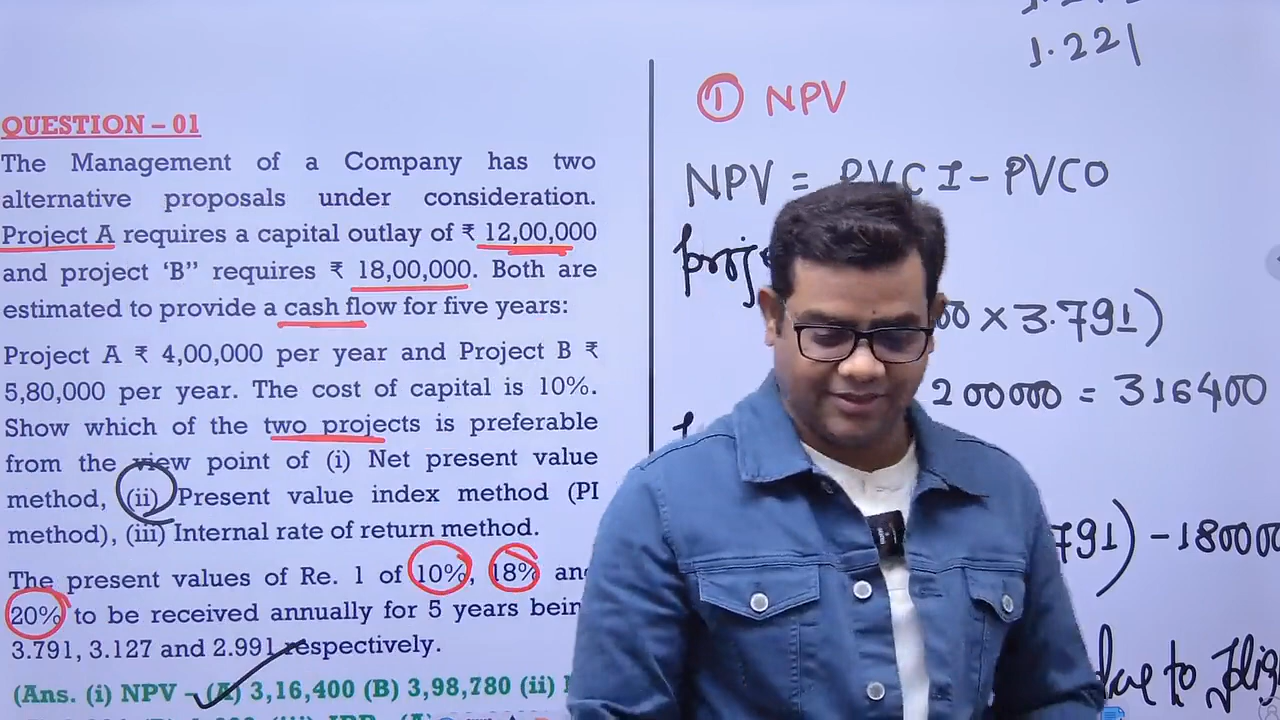 1.221
QUESTION – 01
The Management of a Company has two
alternative proposals under consideration.
Project A requires a capital outlay of ₹ 12,00,000
and project ‘B” requires ₹ 18,00,000. Both are
estimated to provide a cash flow for five years:
Project A ₹ 4,00,000 per year and Project B ₹
5,80,000 per year. The cost of capital is 10%.
Show which of the two projects is preferable
from the view point of (i) Net present value
method, (ii) Present value index method (PI
method), (iii) Internal rate of return method.
The present values of Re. 1 of 10%, 18% an
20% to be received annually for 5 years bein
3.791, 3.127 and 2.991 respectively.
(Ans. (i) NPV – (A) 3,16,400 (B) 3,98,780 (ii)
① NPV
NPV = PVCI - PVCO
proje
00 × 3.791)
200000 = 316400
791) - 180000
due to